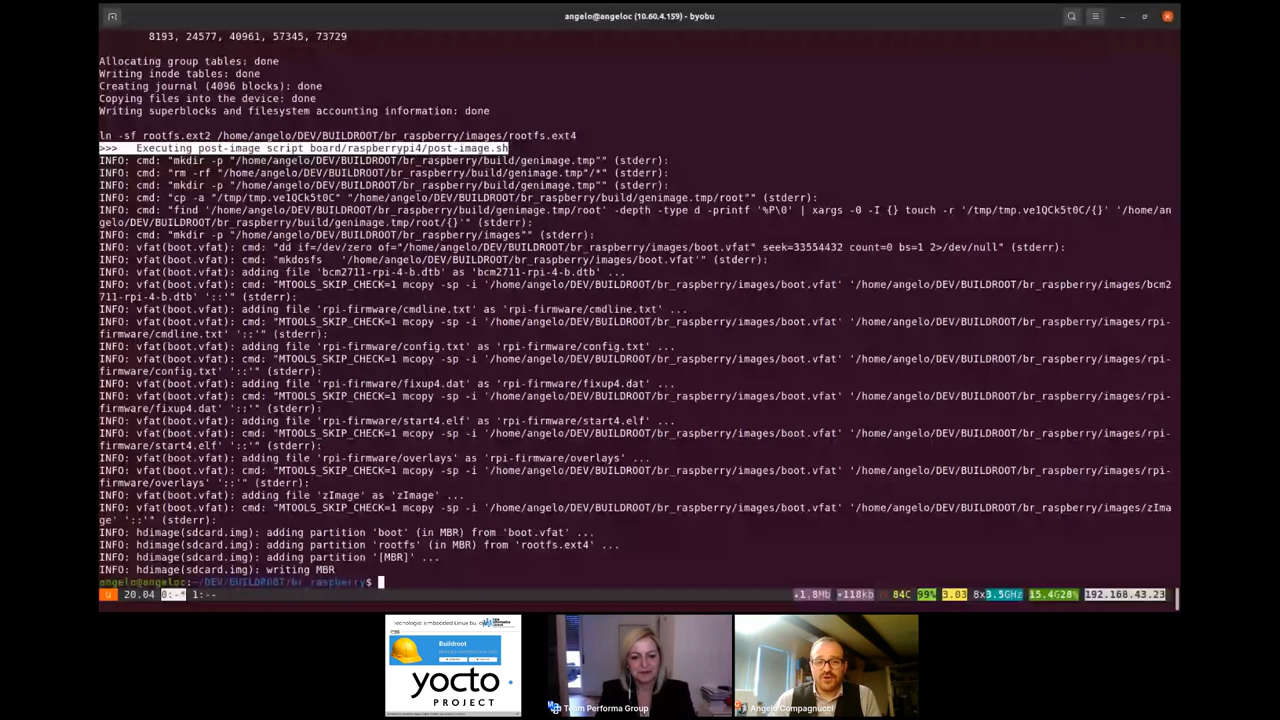 angelo@angeloc (10.60.4.159) - byobu
8193, 24577, 40961, 57345, 73729
Allocating group tables: done
Writing inode tables: done
Creating journal (4096 blocks): done
Copying files into the device: done
Writing superblocks and filesystem accounting information: done
ln -sf rootfs.ext2 /home/angelo/DEV/BUILDROOT/br_raspberry/images/rootfs.ext4
>>>   Executing post-image script board/raspberrypi4/post-image.sh
INFO: cmd: "mkdir -p "/home/angelo/DEV/BUILDROOT/br_raspberry/build/genimage.tmp"" (stderr):
INFO: cmd: "rm -rf "/home/angelo/DEV/BUILDROOT/br_raspberry/build/genimage.tmp"/*" (stderr):
INFO: cmd: "mkdir -p "/home/angelo/DEV/BUILDROOT/br_raspberry/build/genimage.tmp"" (stderr):
INFO: cmd: "cp -a "/tmp/tmp.ve1QCk5t0C" "/home/angelo/DEV/BUILDROOT/br_raspberry/build/genimage.tmp/root"" (stderr):
INFO: cmd: "find '/home/angelo/DEV/BUILDROOT/br_raspberry/build/genimage.tmp/root' -depth -type d -printf '%P\0' | xargs -0 -I {} touch -r '/tmp/tmp.ve1QCk5t0C/{}' '/home/an
gelo/DEV/BUILDROOT/br_raspberry/build/genimage.tmp/root/{}'" (stderr):
INFO: cmd: "mkdir -p "/home/angelo/DEV/BUILDROOT/br_raspberry/images"" (stderr):
INFO: vfat(boot.vfat): cmd: "dd if=/dev/zero of="/home/angelo/DEV/BUILDROOT/br_raspberry/images/boot.vfat" seek=33554432 count=0 bs=1 2>/dev/null" (stderr):
INFO: vfat(boot.vfat): cmd: "mkdosfs   '/home/angelo/DEV/BUILDROOT/br_raspberry/images/boot.vfat'" (stderr):
INFO: vfat(boot.vfat): adding file 'bcm2711-rpi-4-b.dtb' as 'bcm2711-rpi-4-b.dtb' ...
INFO: vfat(boot.vfat): cmd: "MTOOLS_SKIP_CHECK=1 mcopy -sp -i '/home/angelo/DEV/BUILDROOT/br_raspberry/images/boot.vfat' '/home/angelo/DEV/BUILDROOT/br_raspberry/images/bcm2
711-rpi-4-b.dtb' '::'" (stderr):
INFO: vfat(boot.vfat): adding file 'rpi-firmware/cmdline.txt' as 'rpi-firmware/cmdline.txt' ...
INFO: vfat(boot.vfat): cmd: "MTOOLS_SKIP_CHECK=1 mcopy -sp -i '/home/angelo/DEV/BUILDROOT/br_raspberry/images/boot.vfat' '/home/angelo/DEV/BUILDROOT/br_raspberry/images/rpi-
firmware/cmdline.txt' '::'" (stderr):
INFO: vfat(boot.vfat): adding file 'rpi-firmware/config.txt' as 'rpi-firmware/config.txt' ...
INFO: vfat(boot.vfat): cmd: "MTOOLS_SKIP_CHECK=1 mcopy -sp -i '/home/angelo/DEV/BUILDROOT/br_raspberry/images/boot.vfat' '/home/angelo/DEV/BUILDROOT/br_raspberry/images/rpi-
firmware/config.txt' '::'" (stderr):
INFO: vfat(boot.vfat): adding file 'rpi-firmware/fixup4.dat' as 'rpi-firmware/fixup4.dat' ...
INFO: vfat(boot.vfat): cmd: "MTOOLS_SKIP_CHECK=1 mcopy -sp -i '/home/angelo/DEV/BUILDROOT/br_raspberry/images/boot.vfat' '/home/angelo/DEV/BUILDROOT/br_raspberry/images/rpi-
firmware/fixup4.dat' '::'" (stderr):
INFO: vfat(boot.vfat): adding file 'rpi-firmware/start4.elf' as 'rpi-firmware/start4.elf' ...
INFO: vfat(boot.vfat): cmd: "MTOOLS_SKIP_CHECK=1 mcopy -sp -i '/home/angelo/DEV/BUILDROOT/br_raspberry/images/boot.vfat' '/home/angelo/DEV/BUILDROOT/br_raspberry/images/rpi-
firmware/start4.elf' '::'" (stderr):
INFO: vfat(boot.vfat): adding file 'rpi-firmware/overlays' as 'rpi-firmware/overlays' ...
INFO: vfat(boot.vfat): cmd: "MTOOLS_SKIP_CHECK=1 mcopy -sp -i '/home/angelo/DEV/BUILDROOT/br_raspberry/images/boot.vfat' '/home/angelo/DEV/BUILDROOT/br_raspberry/images/rpi-
firmware/overlays' '::'" (stderr):
INFO: vfat(boot.vfat): adding file 'zImage' as 'zImage' ...
INFO: vfat(boot.vfat): cmd: "MTOOLS_SKIP_CHECK=1 mcopy -sp -i '/home/angelo/DEV/BUILDROOT/br_raspberry/images/boot.vfat' '/home/angelo/DEV/BUILDROOT/br_raspberry/images/zIma
ge' '::'" (stderr):
INFO: hdimage(sdcard.img): adding partition 'boot' (in MBR) from 'boot.vfat' ...
INFO: hdimage(sdcard.img): adding partition 'rootfs' (in MBR) from 'rootfs.ext4' ...
INFO: hdimage(sdcard.img): adding partition '[MBR]' ...
INFO: hdimage(sdcard.img): writing MBR
angelo@angeloc:~/DEV/BUILDROOT/br_raspberry$
u 20.04 0:-* 1:-- 1.8Mb 118kb 84C 99% 3.03 8x3.5GHz 15.4G28% 192.168.43.23
Tecnologie: Embedded Linux
Buildroot
yocto
PROJECT
Team Performa Group
Angelo Compagnucci